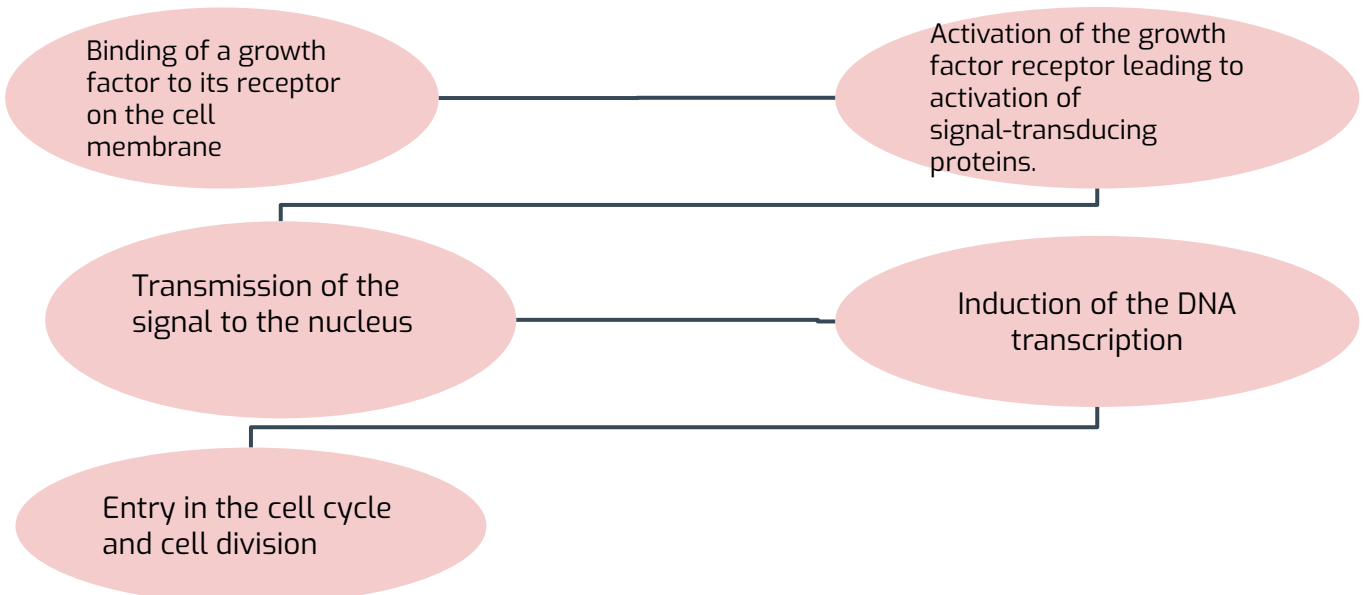 Binding of a growth
factor to its receptor
on the cell
membrane
Activation of the growth
factor receptor leading to
activation of
signal-transducing
proteins.
Transmission of the
signal to the nucleus
Induction of the DNA
transcription
Entry in the cell cycle
and cell division